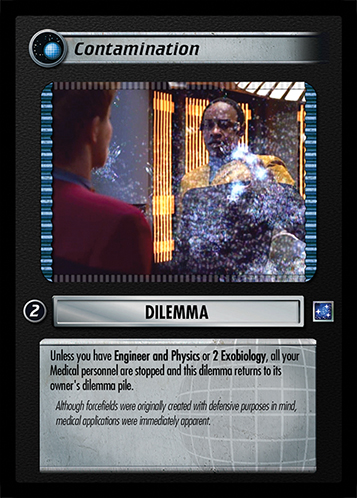 Contamination
2
DILEMMA
Unless you have Engineer and Physics or 2 Exobiology, all your
Medical personnel are stopped and this dilemma returns to its
owner's dilemma pile.
Although forcefields were originally created with defensive purposes in mind,
medical applications were immediately apparent.